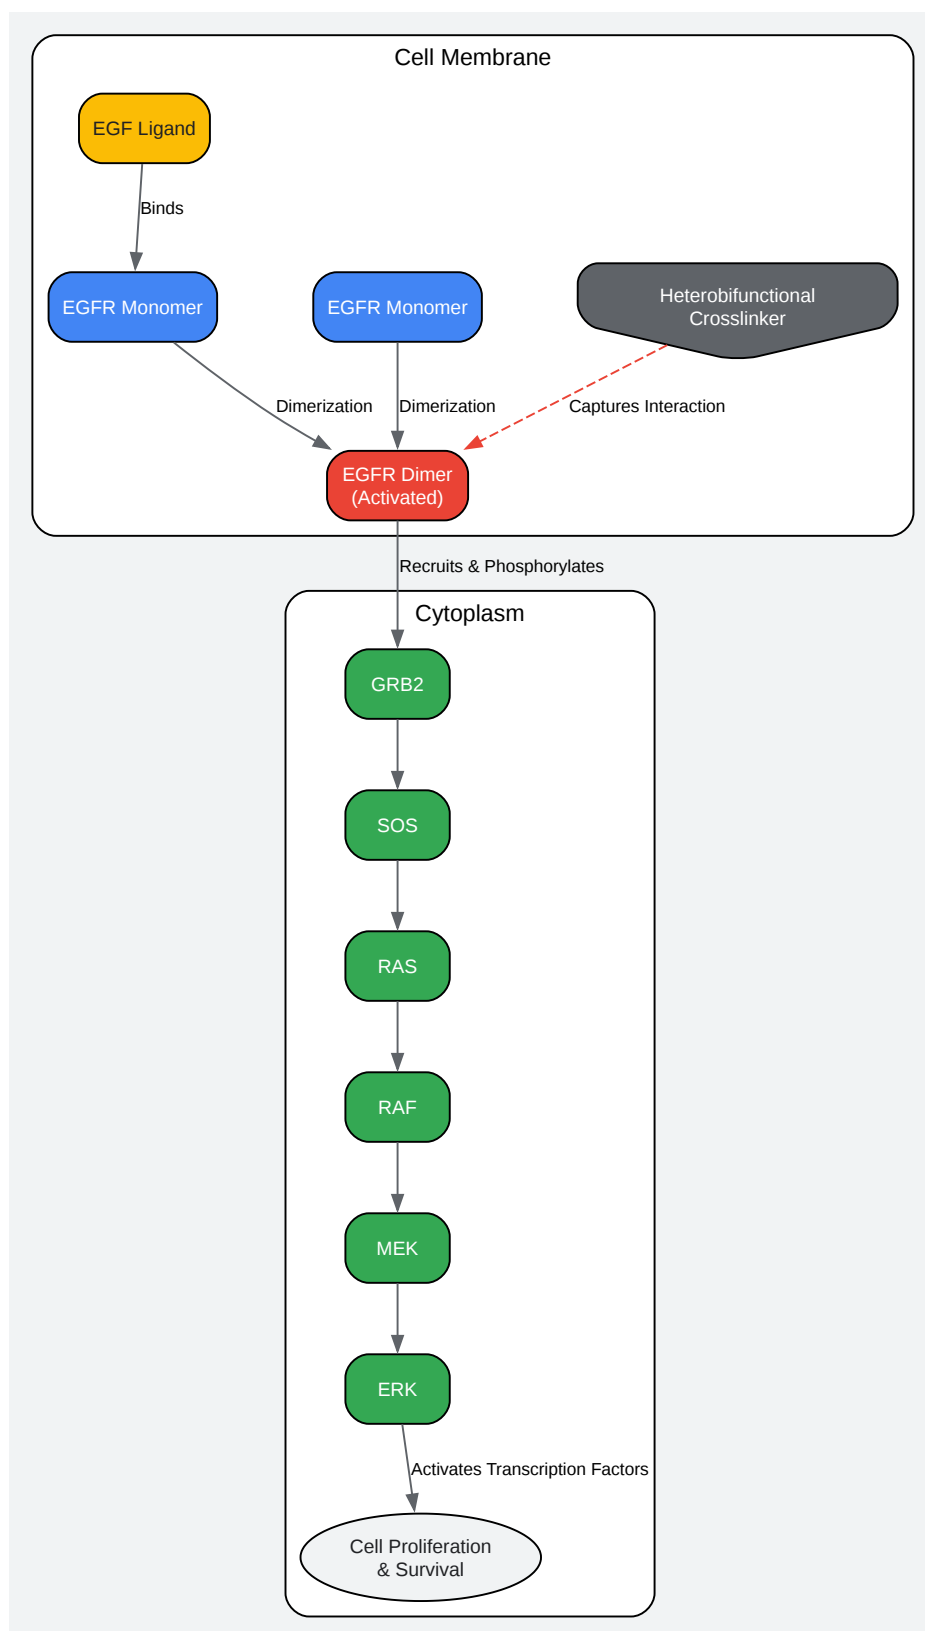 Cell Membrane
EGF Ligand
Binds
EGFR Monomer
EGFR Monomer
Heterobifunctional
Crosslinker
Dimerization
Dimerization
Captures Interaction
EGFR Dimer
(Activated)
Recruits & Phosphorylates
Cytoplasm
GRB2
SOS
RAS
RAF
MEK
ERK
Activates Transcription Factors
Cell Proliferation
& Survival